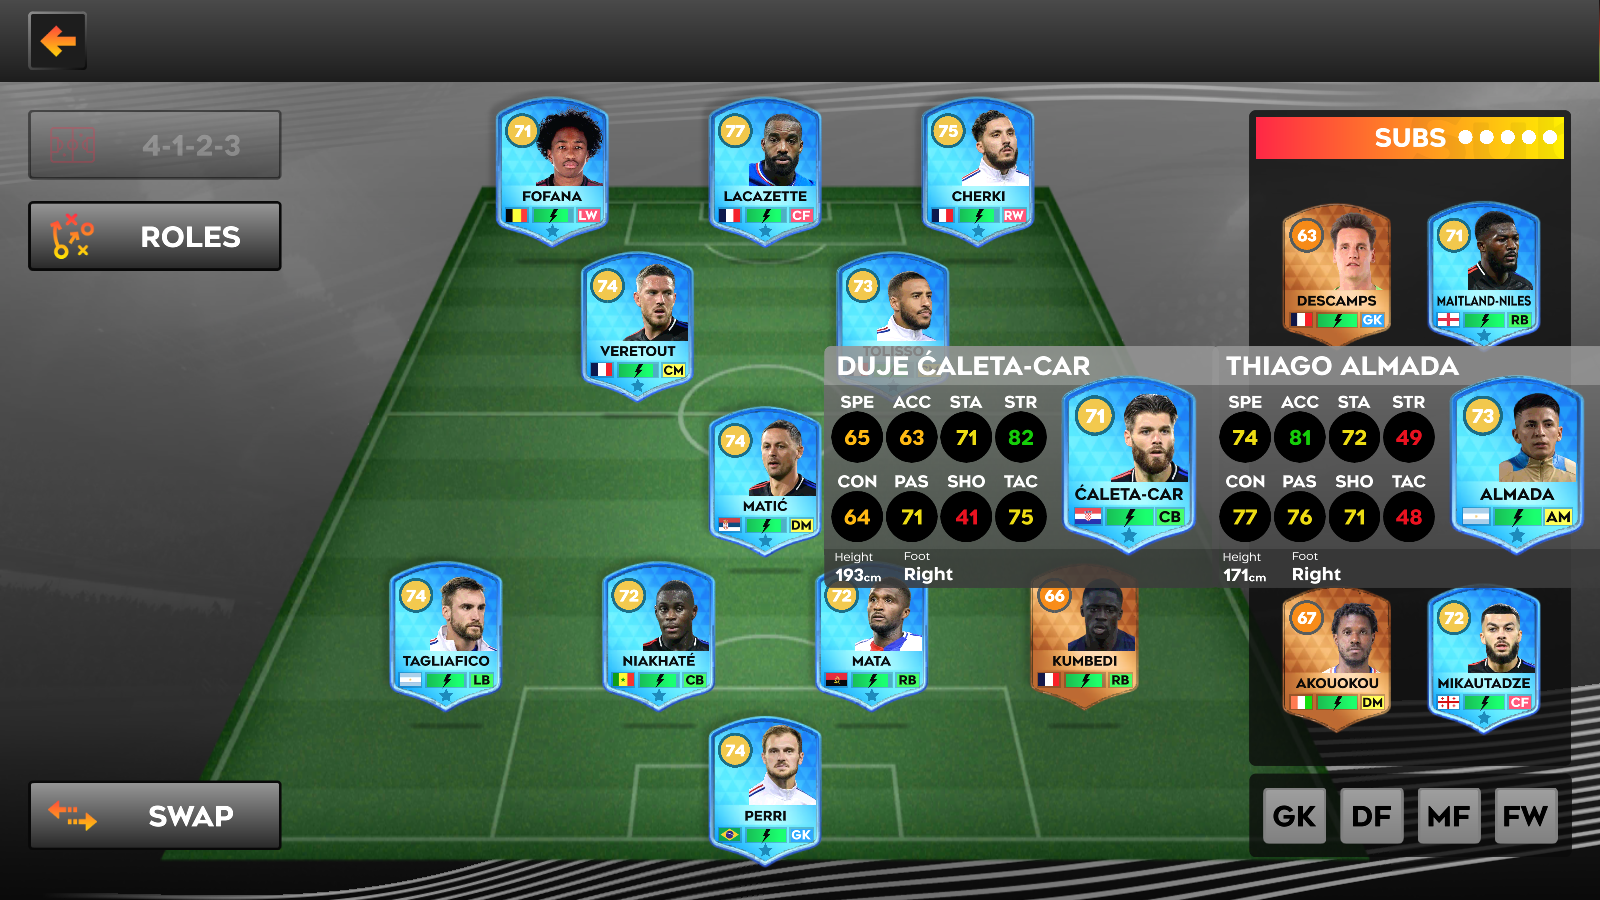 4-1-2-3
ROLES
SWAP
71
FOFANA
LW
77
LACAZETTE
CF
75
CHERKI
RW
74
VERETOUT
CM
73
TOLISSO
74
MATIĆ
DM
74
TAGLIAFICO
LB
72
NIAKHATÉ
CB
72
MATA
RB
66
KUMBEDI
RB
74
PERRI
GK
SUBS
63
DESCAMPS
GK
71
MAITLAND-NILES
RB
DUJE ĆALETA-CAR
SPE ACC STA STR
65 63 71 82
CON PAS SHO TAC
64 71 41 75
Height Foot
193cm Right
71
ĆALETA-CAR
CB
THIAGO ALMADA
SPE ACC STA STR
74 81 72 49
CON PAS SHO TAC
77 76 71 48
Height Foot
171cm Right
73
ALMADA
AM
67
AKOUOKOU
DM
72
MIKAUTADZE
CF
GK DF MF FW